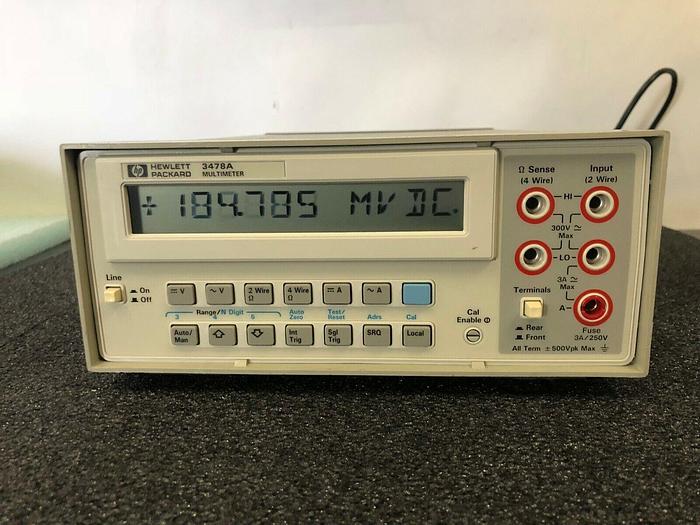 hp HEWLETT PACKARD 3478A MULTIMETER
+ 184.785 MV DC.
Ω Sense (4 Wire)
Input (2 Wire)
HI
300V ≂ Max
LO
3A ≂ Max
A
Fuse 3A/250V
Terminals
Rear
Front
All Term ±500Vpk Max ⏚
Line
On
Off
⎓ V
~ V
2 Wire Ω
4 Wire Ω
⎓ A
~ A
Range/N Digit
3 4 5
Auto Zero
Test/Reset
Adrs
Cal
Auto/Man
Int Trig
Sgl Trig
SRQ
Local
Cal Enable